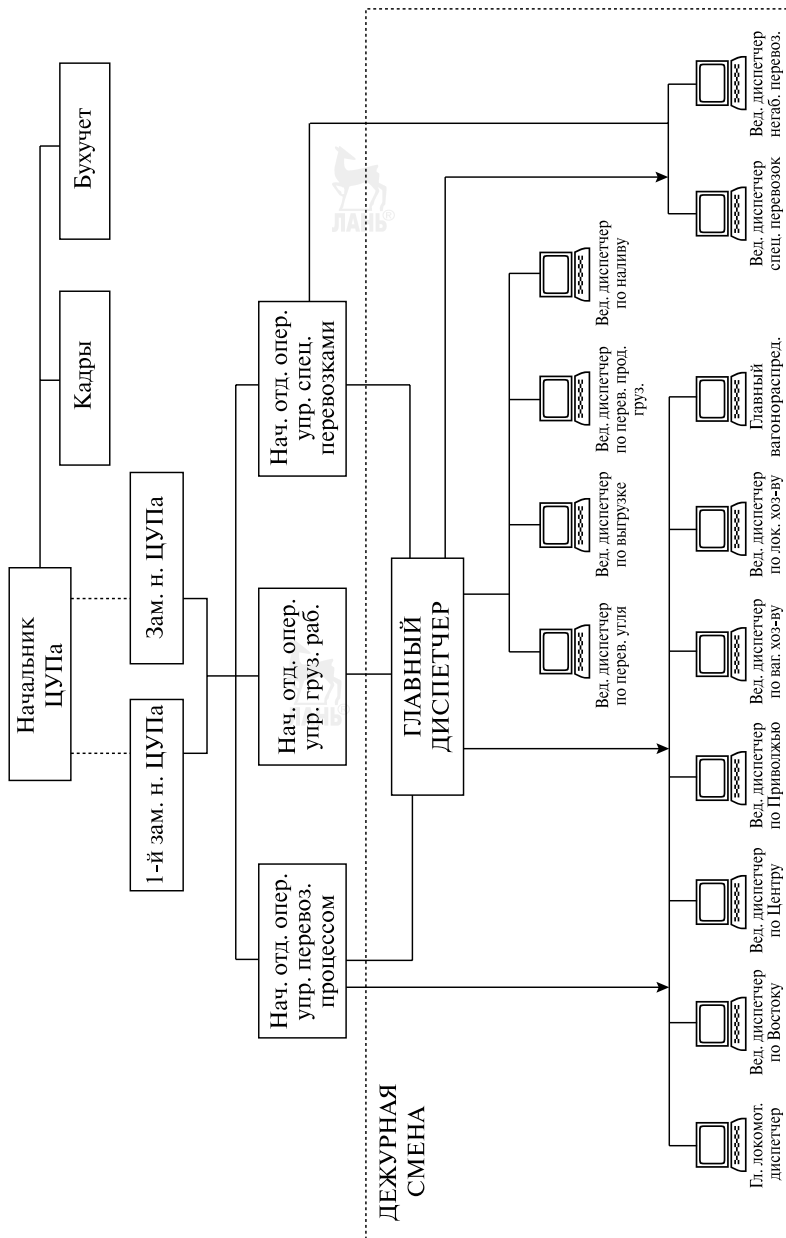 Начальник
ЦУПа
Кадры
Бухучет
1-й зам. н. ЦУПа
Зам. н. ЦУПа
Нач. отд. опер.
упр. перевоз.
процессом
Нач. отд. опер.
упр. груз. раб.
Нач. отд. опер.
упр. спец.
перевозками
ЛАНЬ®
ЛАНЬ®
ДЕЖУРНАЯ
СМЕНА
ГЛАВНЫЙ
ДИСПЕТЧЕР
Вед. диспетчер
по перев. угля
Вед. диспетчер
по выгрузке
Вед. диспетчер
по перев. прод.
груз.
Вед. диспетчер
по наливу
Гл. локомот.
диспетчер
Вед. диспетчер
по Востоку
Вед. диспетчер
по Центру
Вед. диспетчер
по Приволжью
Вед. диспетчер
по ваг. хоз-ву
Вед. диспетчер
по лок. хоз-ву
Главный
вагонораспред.
Вед. диспетчер
спец. перевозок
Вед. диспетчер
негаб. перевоз.